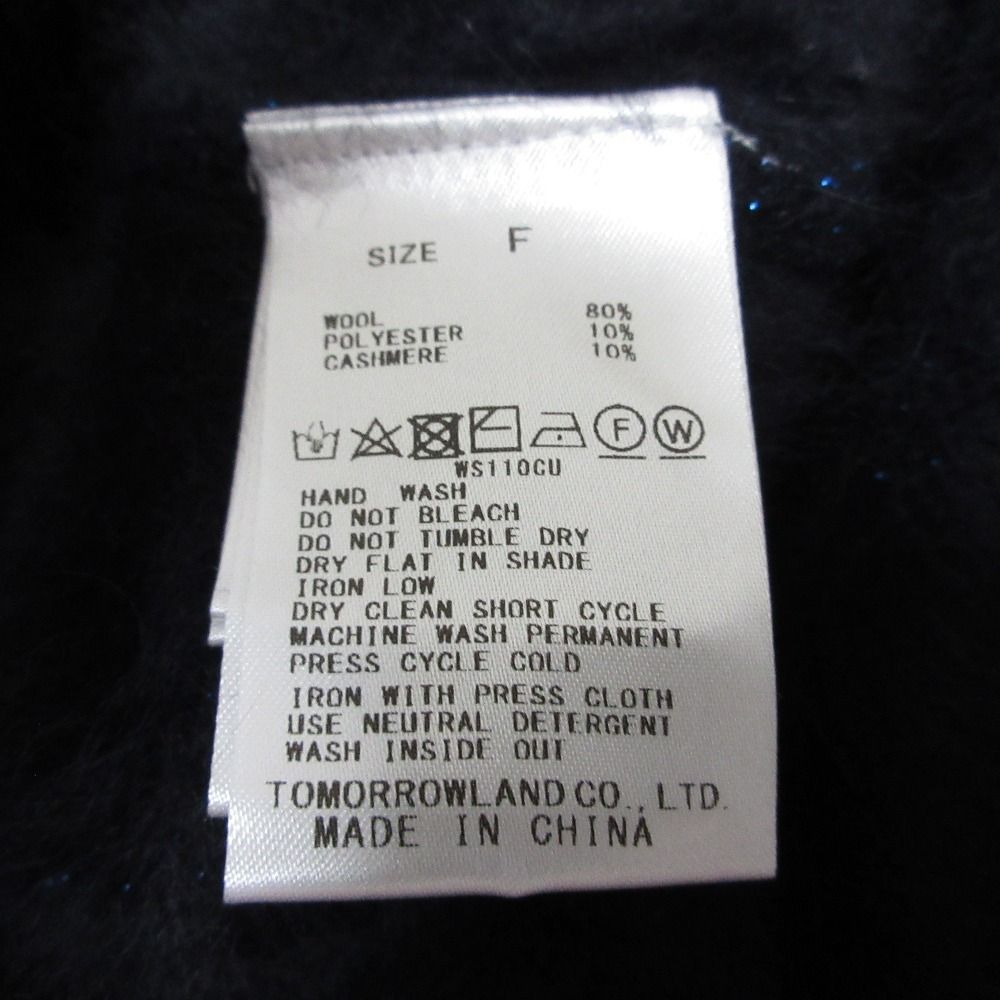 SIZE F
WOOL 80%
POLYESTER 10%
CASHMERE 10%
F W
WS110CU
HAND WASH
DO NOT BLEACH
DO NOT TUMBLE DRY
DRY FLAT IN SHADE
IRON LOW
DRY CLEAN SHORT CYCLE
MACHINE WASH PERMANENT
PRESS CYCLE COLD
IRON WITH PRESS CLOTH
USE NEUTRAL DETERGENT
WASH INSIDE OUT
TOMORROWLAND CO., LTD.
MADE IN CHINA